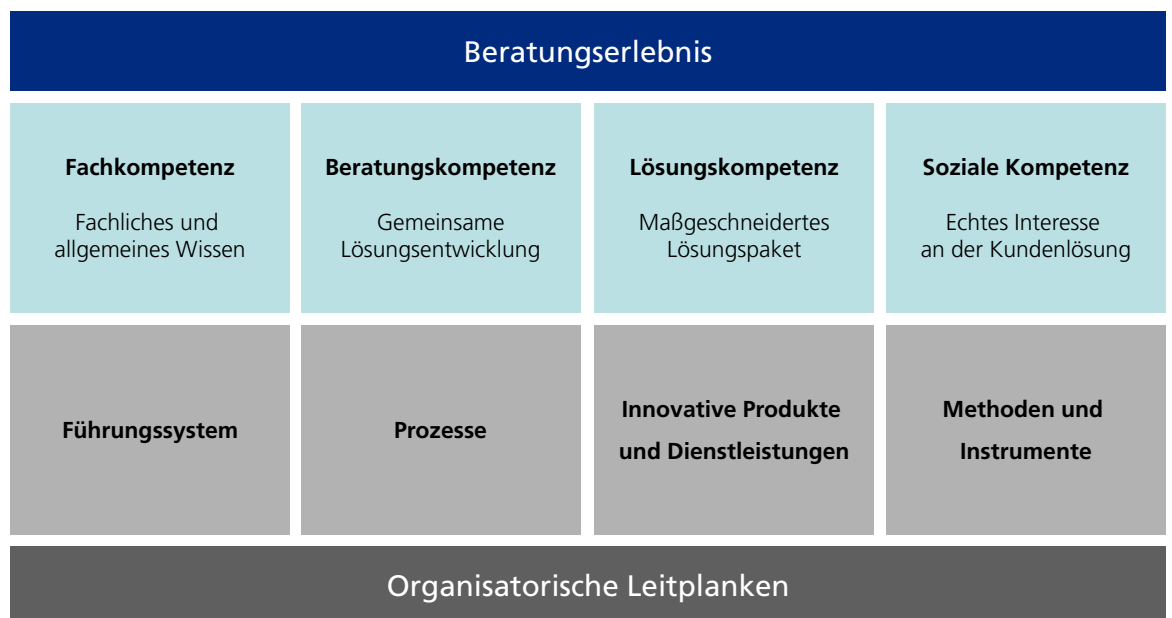 Beratungserlebnis
Fachkompetenz
Fachliches und
allgemeines Wissen
Beratungskompetenz
Gemeinsame
Lösungsentwicklung
Lösungskompetenz
Maßgeschneidertes
Lösungspaket
Soziale Kompetenz
Echtes Interesse
an der Kundenlösung
Führungssystem
Prozesse
Innovative Produkte
und Dienstleistungen
Methoden und
Instrumente
Organisatorische Leitplanken